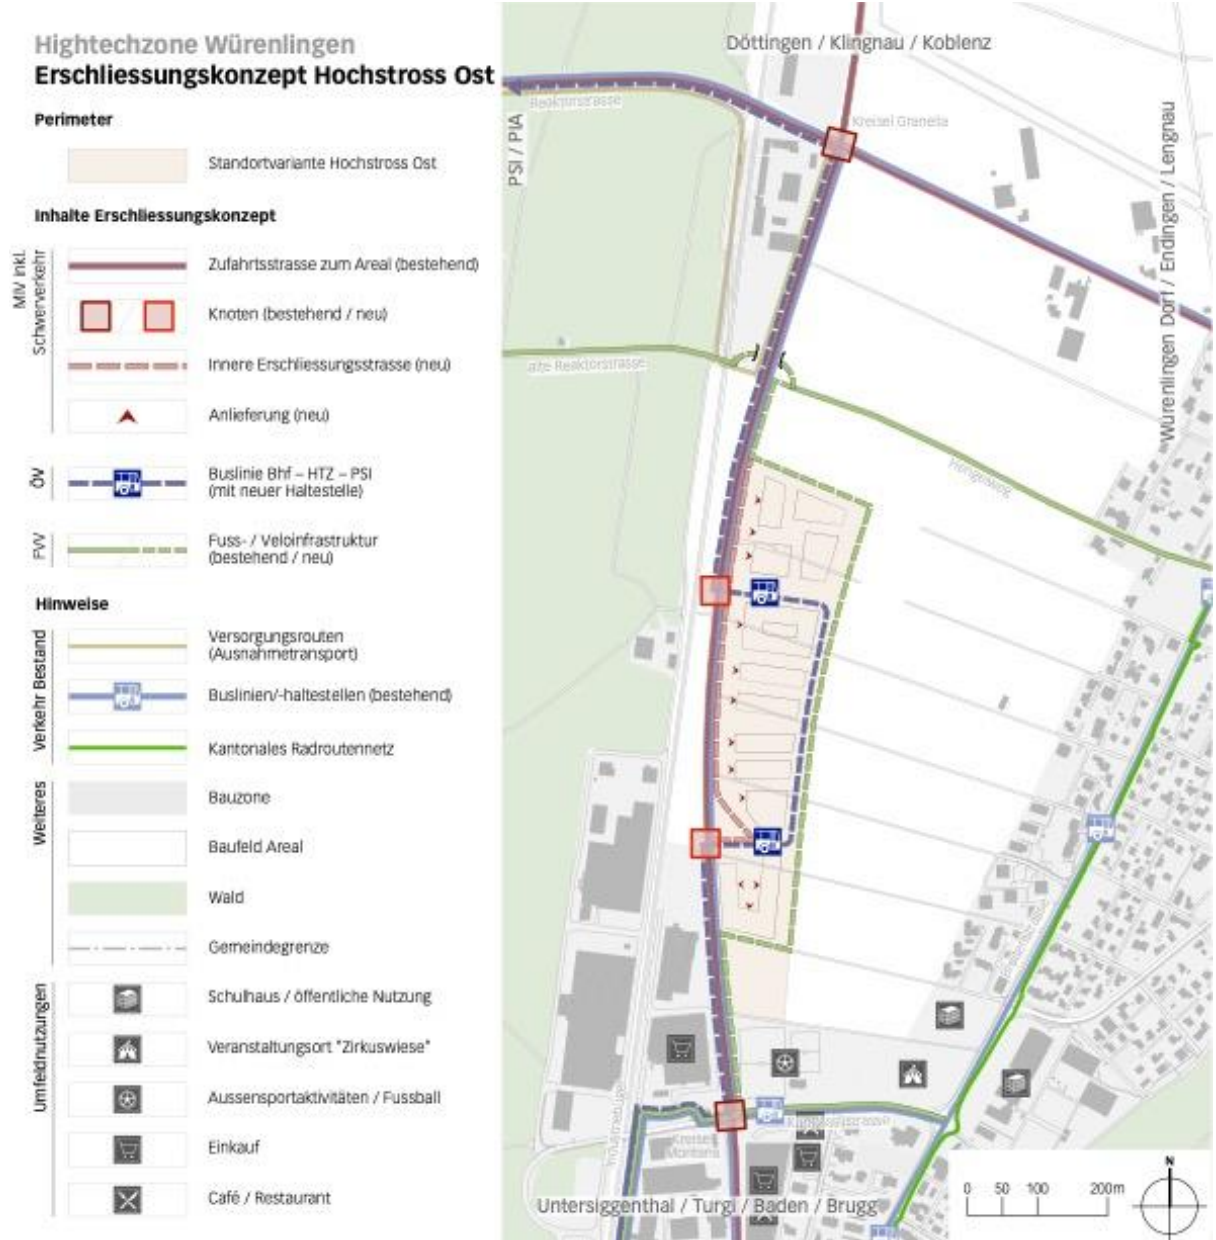 Hightechzone Würenlingen
Erschliessungskonzept Hochstross Ost
Perimeter
Standortvariante Hochstross Ost
Inhalte Erschliessungskonzept
MIV inkl.
Schwerverkehr
Zufahrtsstrasse zum Areal (bestehend)
Knoten (bestehend / neu)
Innere Erschliessungsstrasse (neu)
Anlieferung (neu)
ÖV
Buslinie Bhf – HTZ – PSI
(mit neuer Haltestelle)
FVV
Fuss- / Veloinfrastruktur
(bestehend / neu)
Hinweise
Verkehr Bestand
Versorgungsrouten
(Ausnahmetransport)
Buslinien/-haltestellen (bestehend)
Kantonales Radroutennetz
Weiteres
Bauzone
Baufeld Areal
Wald
Gemeindegrenze
Umfeldnutzungen
Schulhaus / öffentliche Nutzung
Veranstaltungsort "Zirkuswiese"
Aussensportaktivitäten / Fussball
Einkauf
Café / Restaurant
Döttingen / Klingnau / Koblenz
Reaktorstrasse
PSI / PIA
Kreisel Granella
Würenlingen Dorf / Endingen / Lengnau
alte Reaktorstrasse
Industriestrasse
Kreisel
Montana
Untersiggenthal / Turgi / Baden / Brugg
0 50 100 200m
N